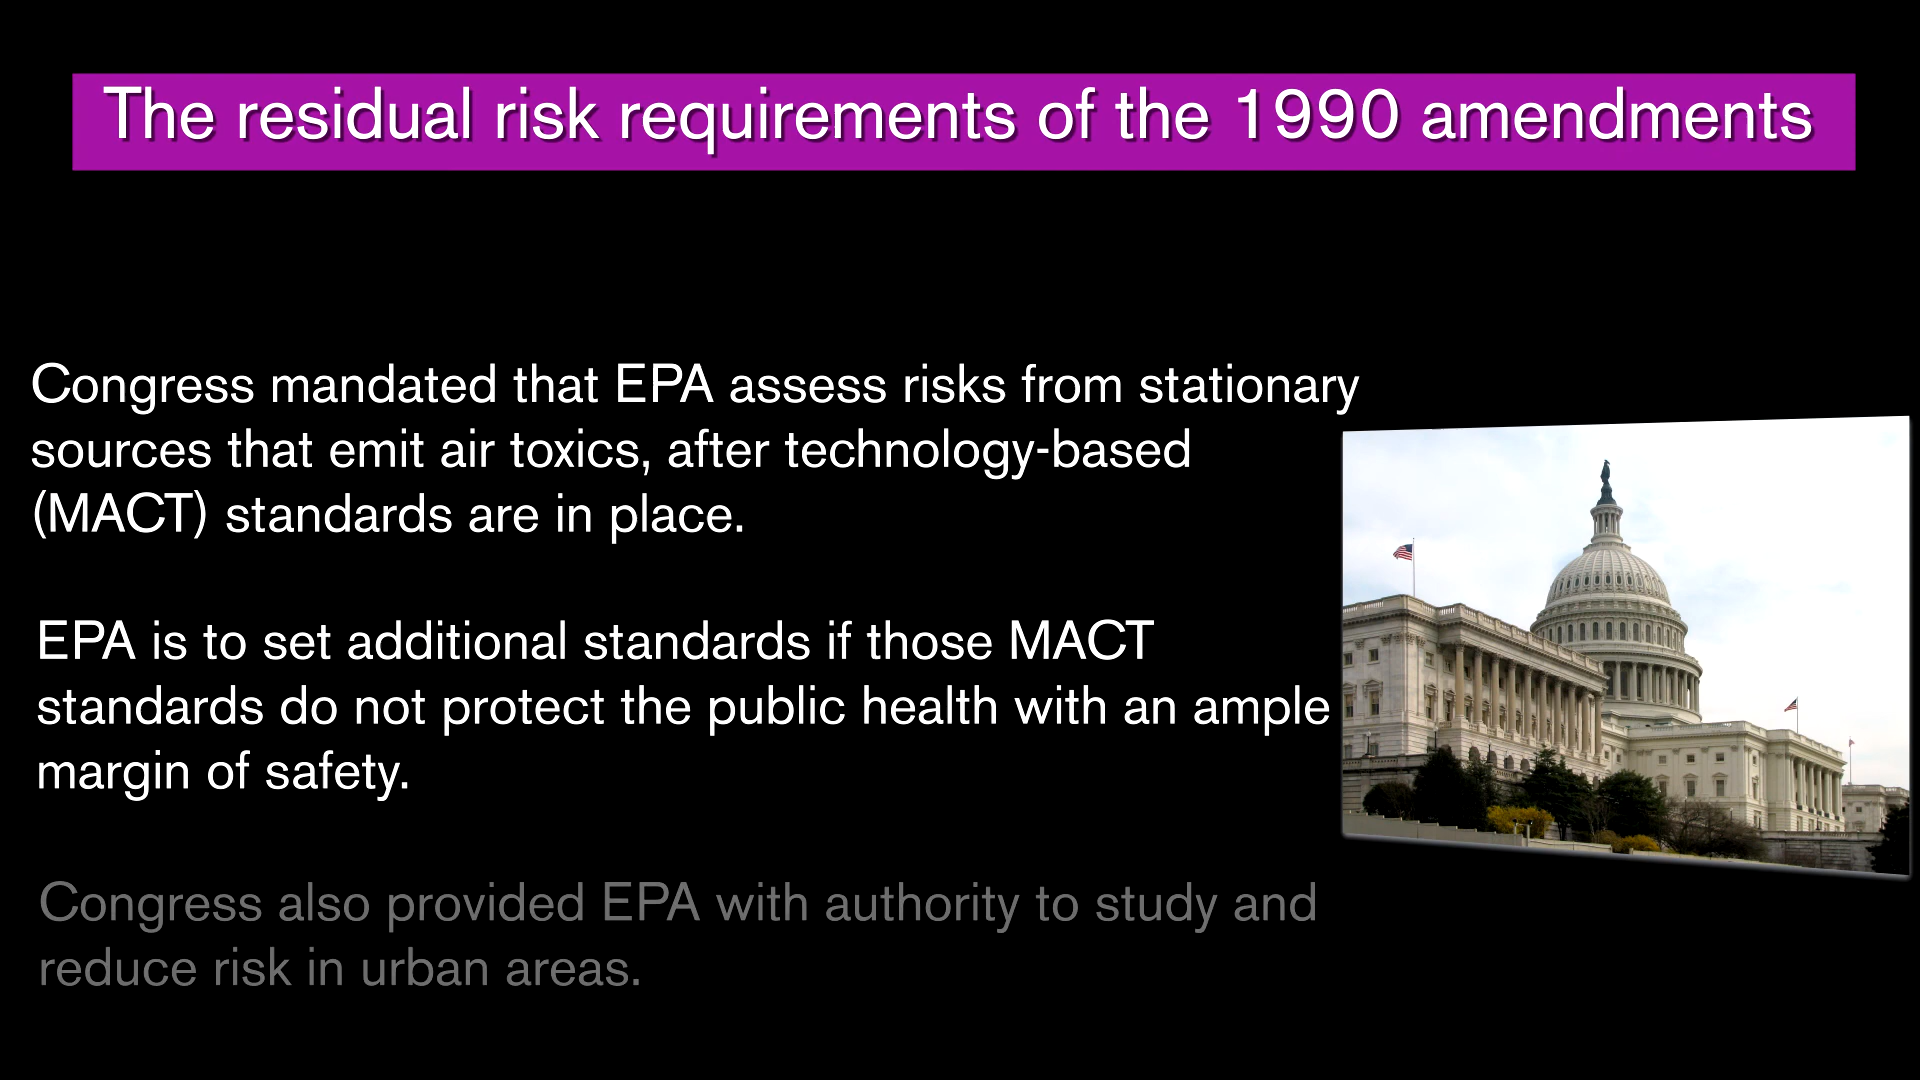 The residual risk requirements of the 1990 amendments
Congress mandated that EPA assess risks from stationary
sources that emit air toxics, after technology-based
(MACT) standards are in place.
EPA is to set additional standards if those MACT
standards do not protect the public health with an ample
margin of safety.
Congress also provided EPA with authority to study and
reduce risk in urban areas.